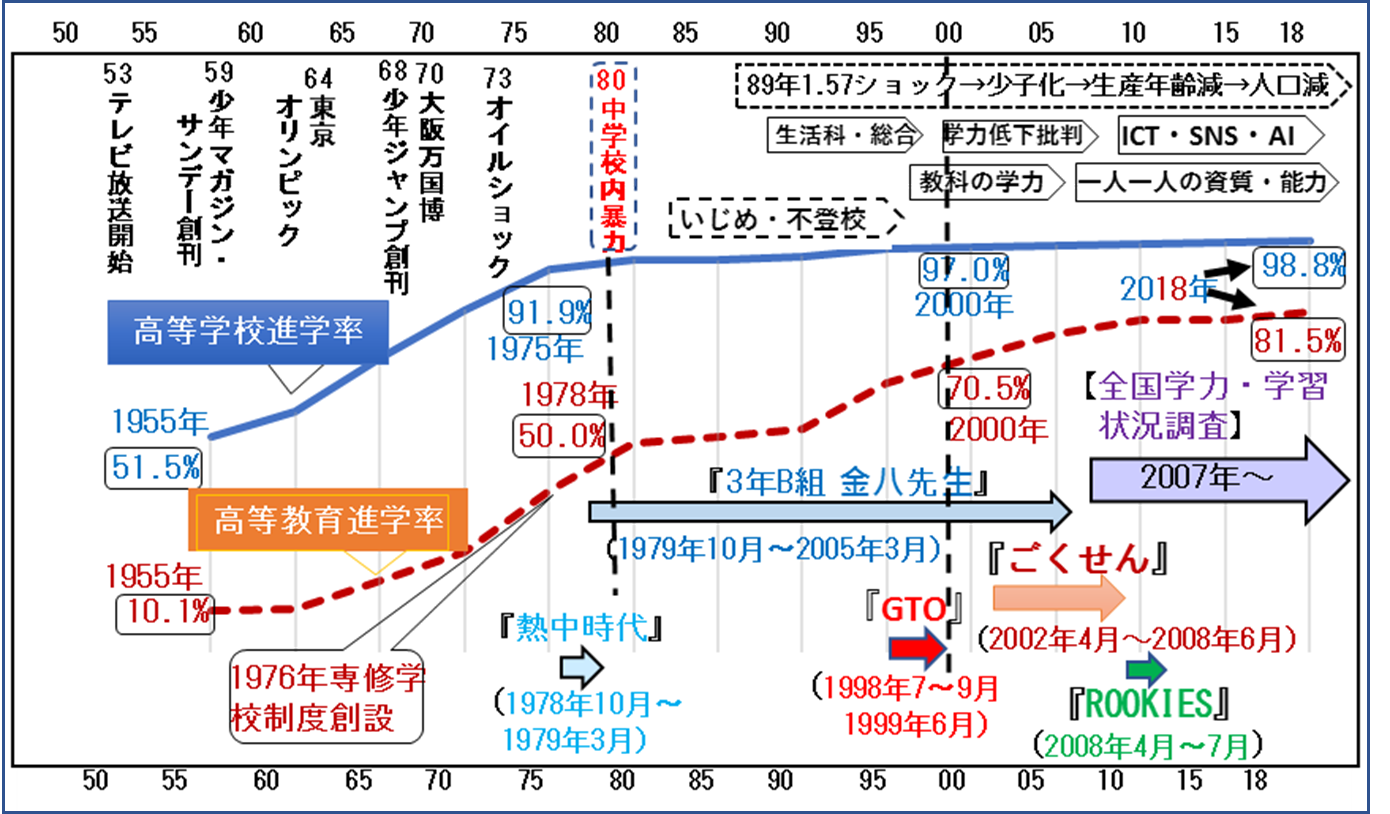 50 55 60 65 70 75 80 85 90 95 00 05 10 15 18
53テレビ放送開始
59少年マガジン・
サンデー創刊
64東京
オリンピック
68少年ジャンプ創刊
70大阪万国博
73オイルショック
80中学校内暴力
89年1.57ショック→少子化→生産年齢減→人口減
生活科・総合
学力低下批判
ICT・SNS・AI
教科の学力
一人一人の資質・能力
いじめ・不登校
高等学校進学率
1955年
51.5%
91.9%
1975年
97.0%
2000年
2018年
98.8%
81.5%
高等教育進学率
1955年
10.1%
1978年
50.0%
70.5%
2000年
【全国学力・学習
状況調査】
2007年～
『3年B組 金八先生』
(1979年10月～2005年3月)
『ごくせん』
(2002年4月～2008年6月)
『GTO』
(1998年7～9月
1999年6月)
『熱中時代』
(1978年10月～
1979年3月)
『ROOKIES』
(2008年4月～7月)
1976年専修学
校制度創設
50 55 60 65 70 75 80 85 90 95 00 05 10 15 18